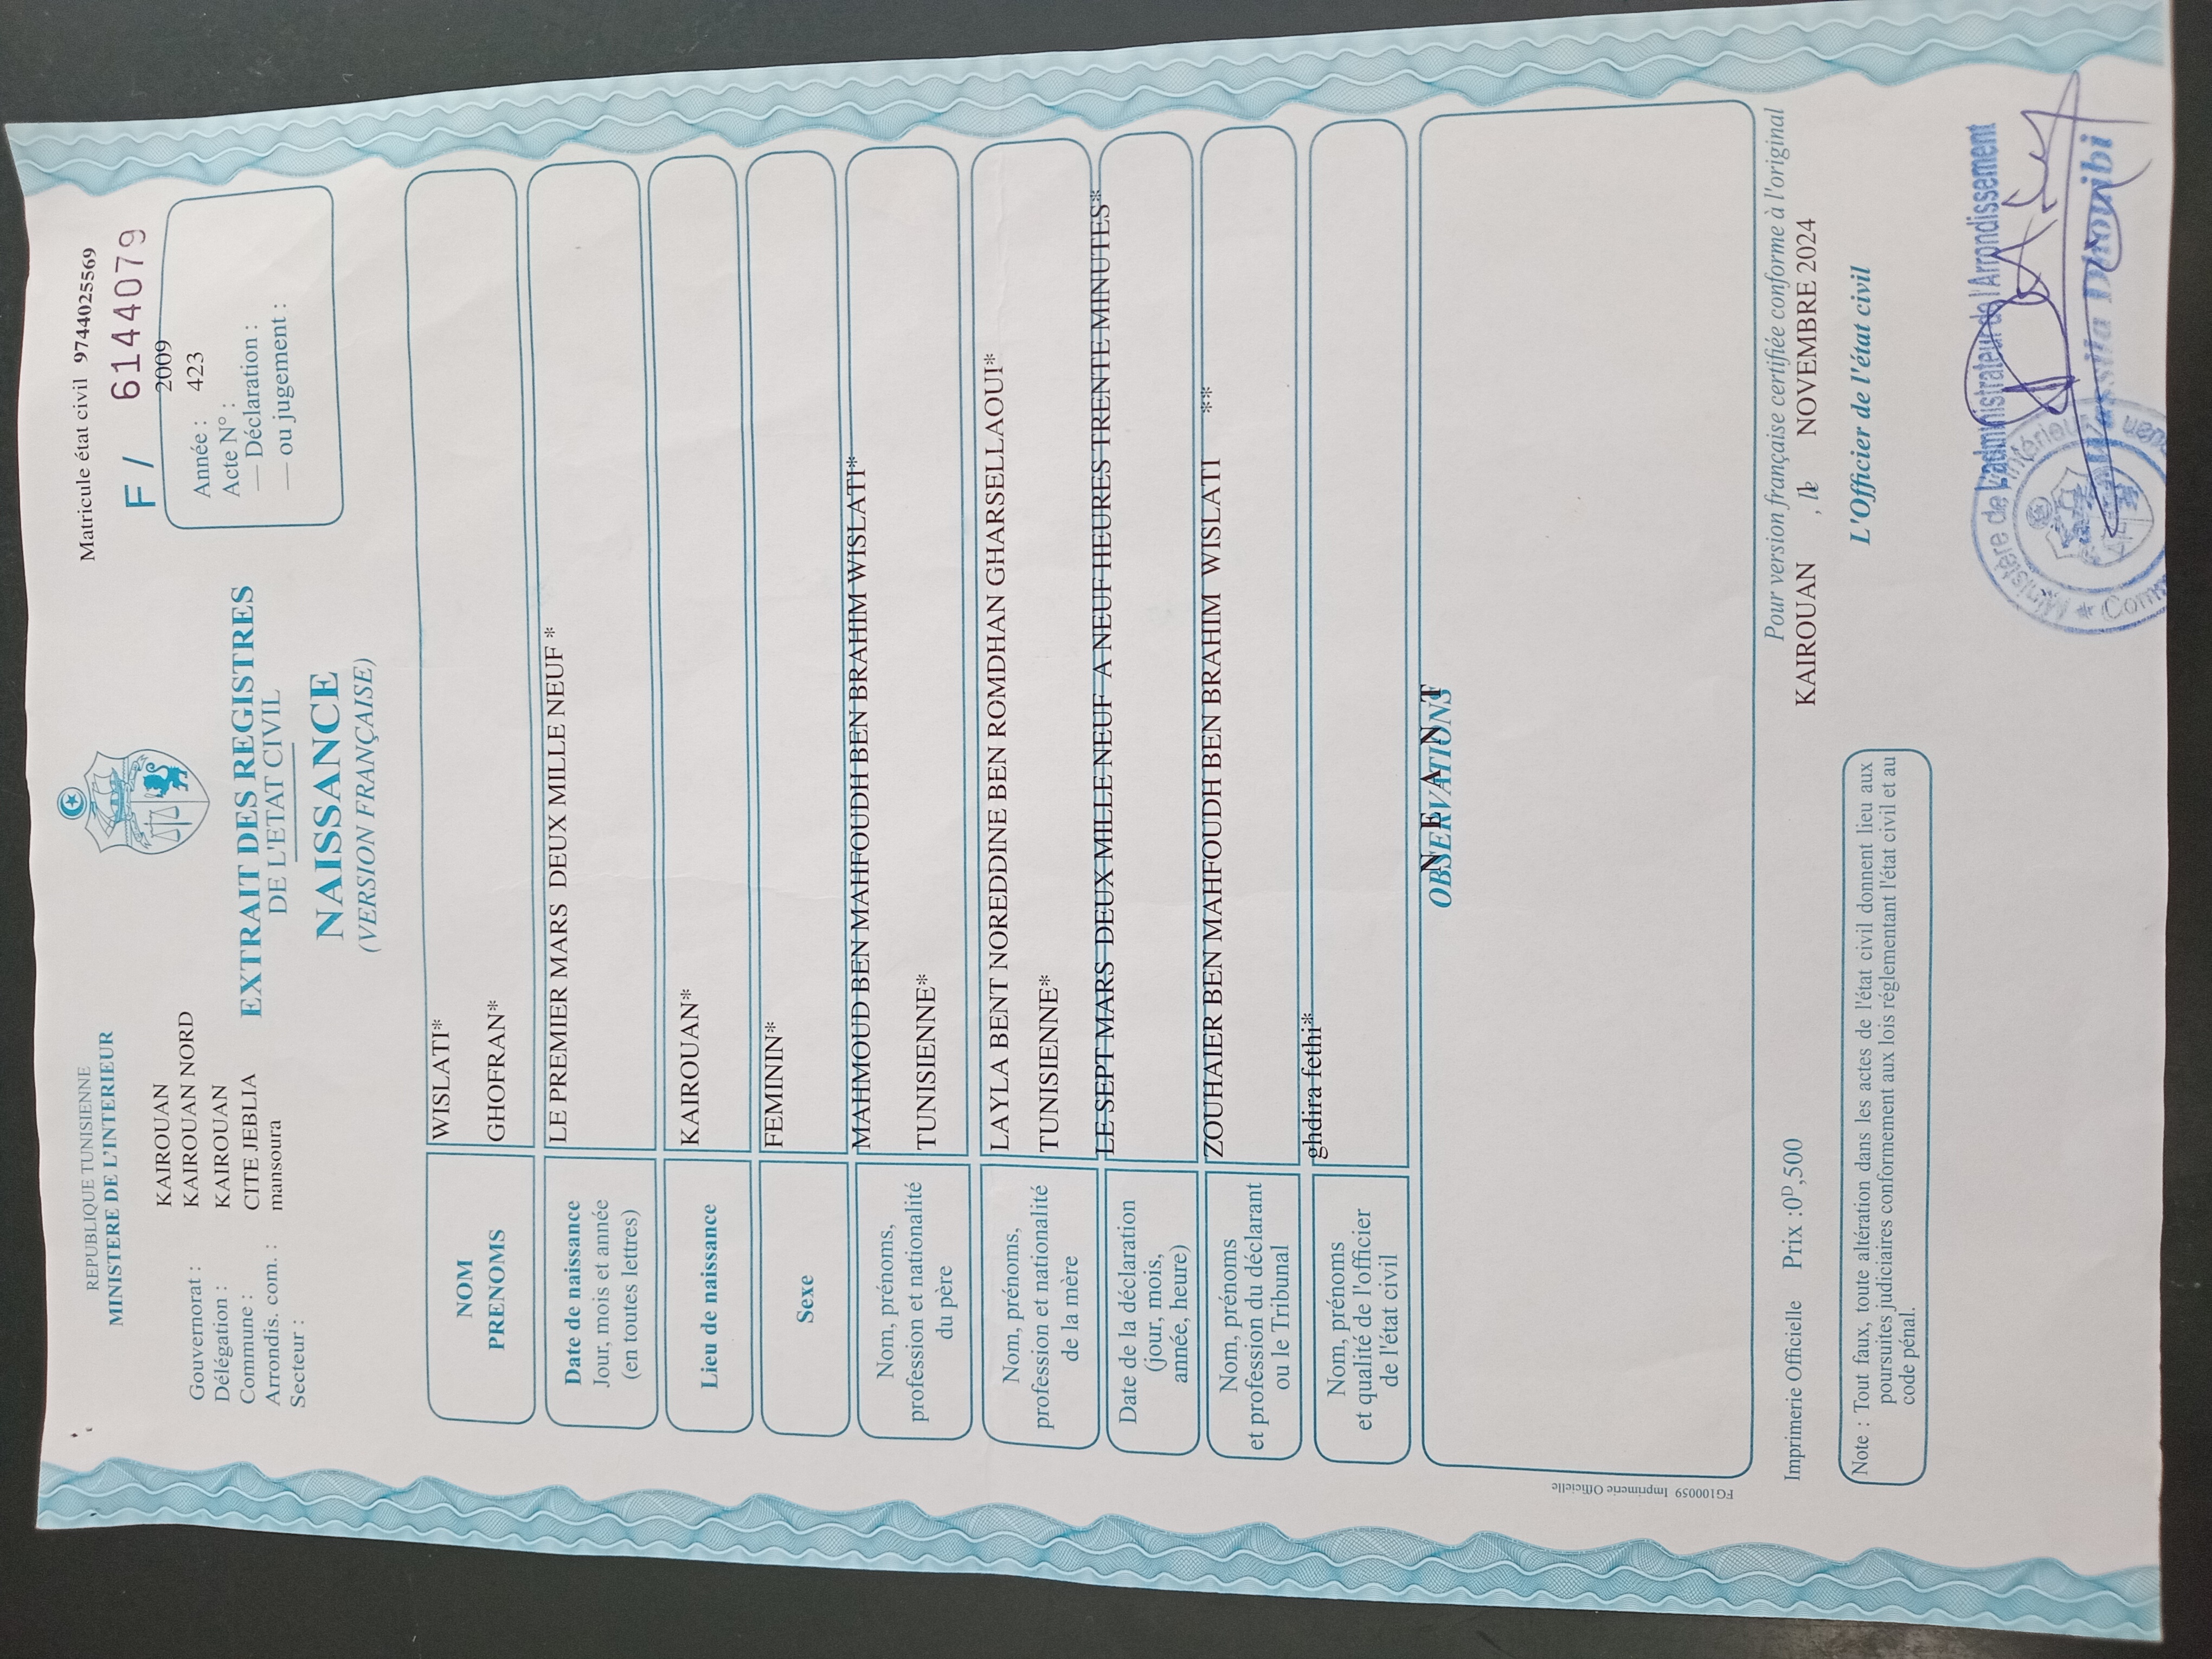 REPUBLIQUE TUNISIENNE
MINISTERE DE L'INTERIEUR
Gouvernorat : KAIROUAN
Délégation : KAIROUAN NORD
Commune : KAIROUAN
Arrondis. com. : CITE JEBLIA
Secteur : mansoura
EXTRAIT DES REGISTRES
DE L'ETAT CIVIL
NAISSANCE
(VERSION FRANÇAISE)
Matricule état civil 97440255569
F / 6144079
Année : 2009
Acte N° : 423
— Déclaration :
— ou jugement :
NOM WISLATI*
PRENOMS GHOFRAN*
Date de naissance
Jour, mois et année
(en toutes lettres)
LE PREMIER MARS DEUX MILLE NEUF *
Lieu de naissance KAIROUAN*
Sexe FEMININ*
Nom, prénoms,
profession et nationalité
du père
MAHMOUD BEN MAHFOUDH BEN BRAHIM WISLATI*
TUNISIENNE*
Nom, prénoms,
profession et nationalité
de la mère
LAYLA BENT NOREDDINE BEN ROMDHAN GHARSELLAOUI*
TUNISIENNE*
Date de la déclaration
(jour, mois,
année, heure)
LE SEPT MARS DEUX MILLE NEUF A NEUF HEURES TRENTE MINUTES*
Nom, prénoms
et profession du déclarant
ou le Tribunal
ZOUHAIER BEN MAHFOUDH BEN BRAHIM WISLATI **
Nom, prénoms
et qualité de l'officier
de l'état civil
ghdira fethi*
OBSERVATIONS
N E A N T
FG100059 Imprimerie Officielle
Imprimerie Officielle Prix :0D,500
Pour version française certifiée conforme à l'original
KAIROUAN , le NOVEMBRE 2024
L'Officier de l'état civil
Note : Tout faux, toute altération dans les actes de l'état civil donnent lieu aux
poursuites judiciaires conformement aux lois réglementant l'état civil et au
code pénal.
L'administrateur de l'Arrondissement
Dhouibi
Ministère de